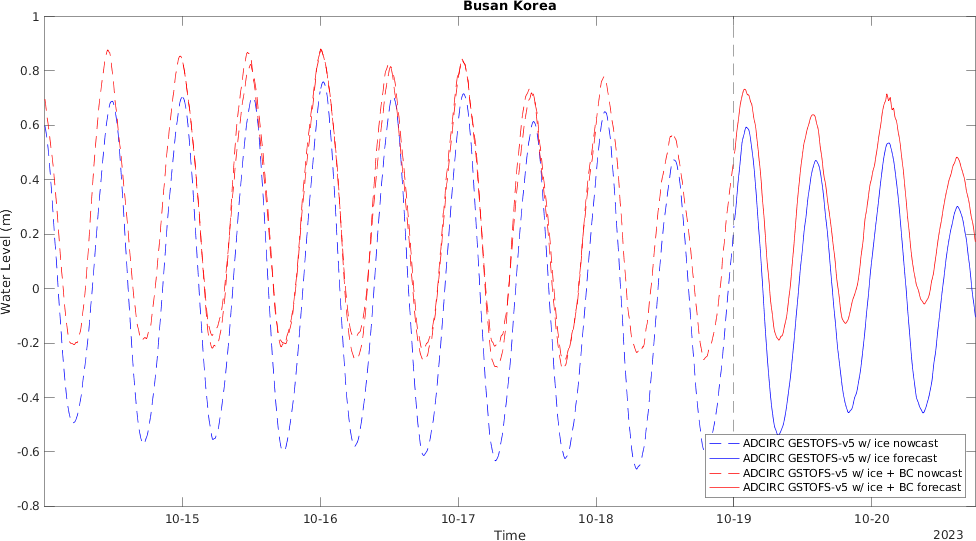 Busan Korea
Water Level (m)
1
0.8
0.6
0.4
0.2
0
-0.2
-0.4
-0.6
-0.8
10-15
10-16
10-17
10-18
10-19
10-20
Time
2023
ADCIRC GESTOFS-v5 w/ ice nowcast
ADCIRC GESTOFS-v5 w/ ice forecast
ADCIRC GSTOFS-v5 w/ ice + BC nowcast
ADCIRC GSTOFS-v5 w/ ice + BC forecast